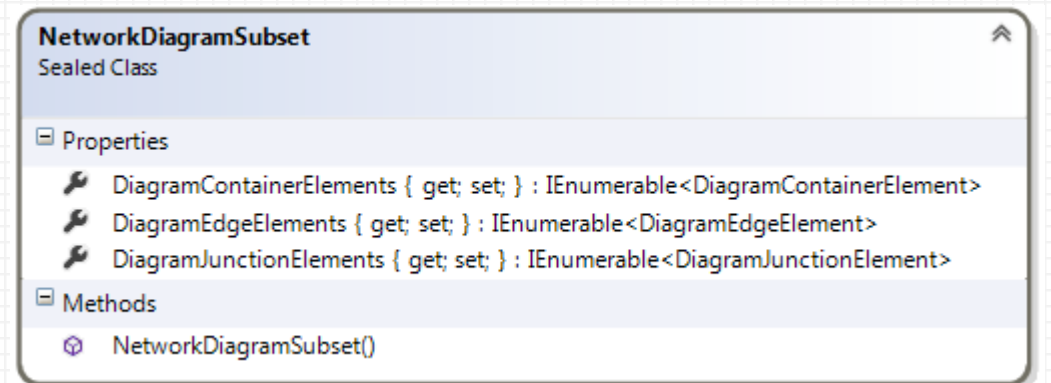 NetworkDiagramSubset
Sealed Class
Properties
DiagramContainerElements { get; set; } : IEnumerable<DiagramContainerElement>
DiagramEdgeElements { get; set; } : IEnumerable<DiagramEdgeElement>
DiagramJunctionElements { get; set; } : IEnumerable<DiagramJunctionElement>
Methods
NetworkDiagramSubset()